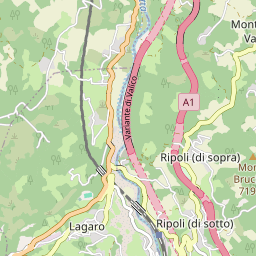 Mont
Va
Variante di Valico
A1
Ripoli (di sopra)
Mon
Bruc
719
Lagaro
Ripoli (di sotto)